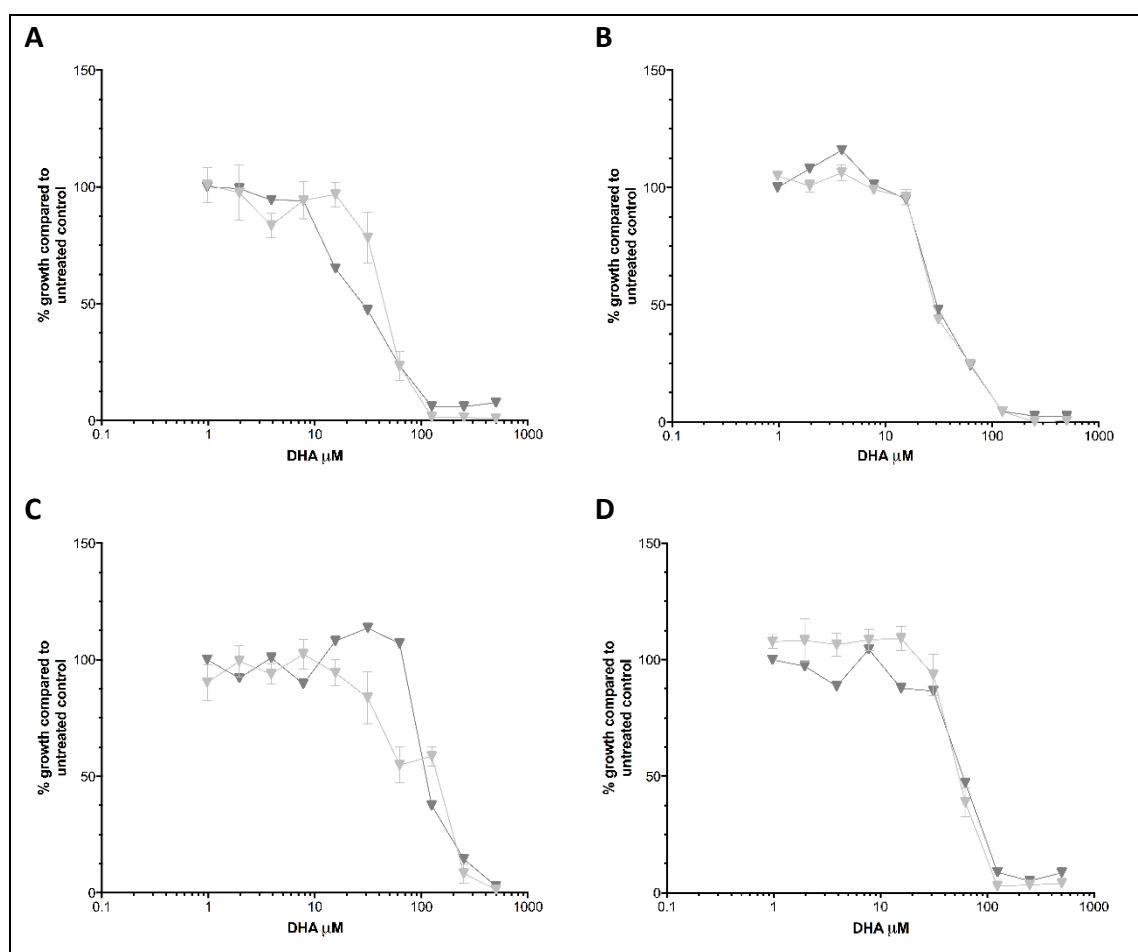 A
150
100
50
0
% growth compared to
untreated control
0.1 1 10 100 1000
DHA μM
B
150
100
50
0
% growth compared to
untreated control
0.1 1 10 100 1000
DHA μM
C
150
100
50
0
% growth compared to
untreated control
0.1 1 10 100 1000
DHA μM
D
150
100
50
0
% growth compared to
untreated control
0.1 1 10 100 1000
DHA μM